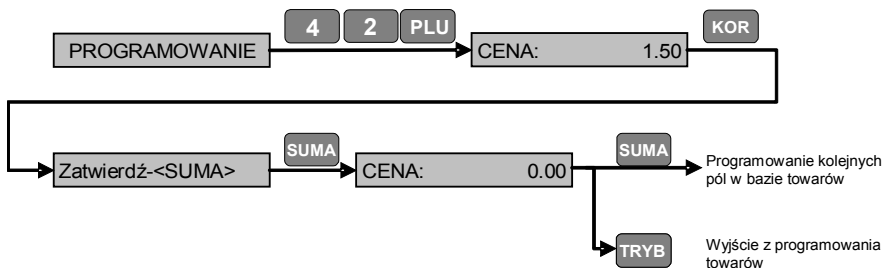 PROGRAMOWANIE 4 2 PLU CENA: 1.50 KOR
Zatwierdź-<SUMA> SUMA CENA: 0.00 SUMA
Programowanie kolejnych
pól w bazie towarów
TRYB
Wyjście z programowania
towarów